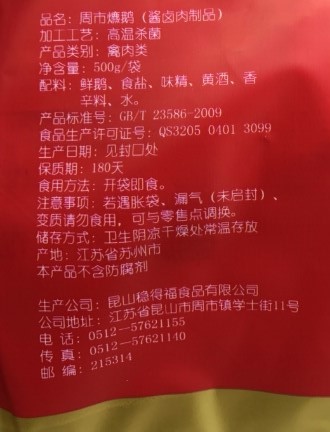 品名：周市爊鹅（酱卤肉制品）
加工工艺：高温杀菌
产品类别：禽肉类
净含量：500g/袋
配料：鲜鹅、食盐、味精、黄酒、香
辛料、水。
产品标准号：GB/T 23586-2009
食品生产许可证号：QS3205 0401 3099
生产日期：见封口处
保质期：180天
食用方法：开袋即食。
注意事项：若遇胀袋、漏气（未启封）、
变质请勿食用，可与零售点调换。
储存方式：卫生阴凉干燥处常温存放
产地：江苏省苏州市
本产品不含防腐剂
生产公司：昆山稳得福食品有限公司
公司地址：江苏省昆山市周市镇学士街11号
电 话：0512—57621155
传 真：0512—57621140
邮 编：215314